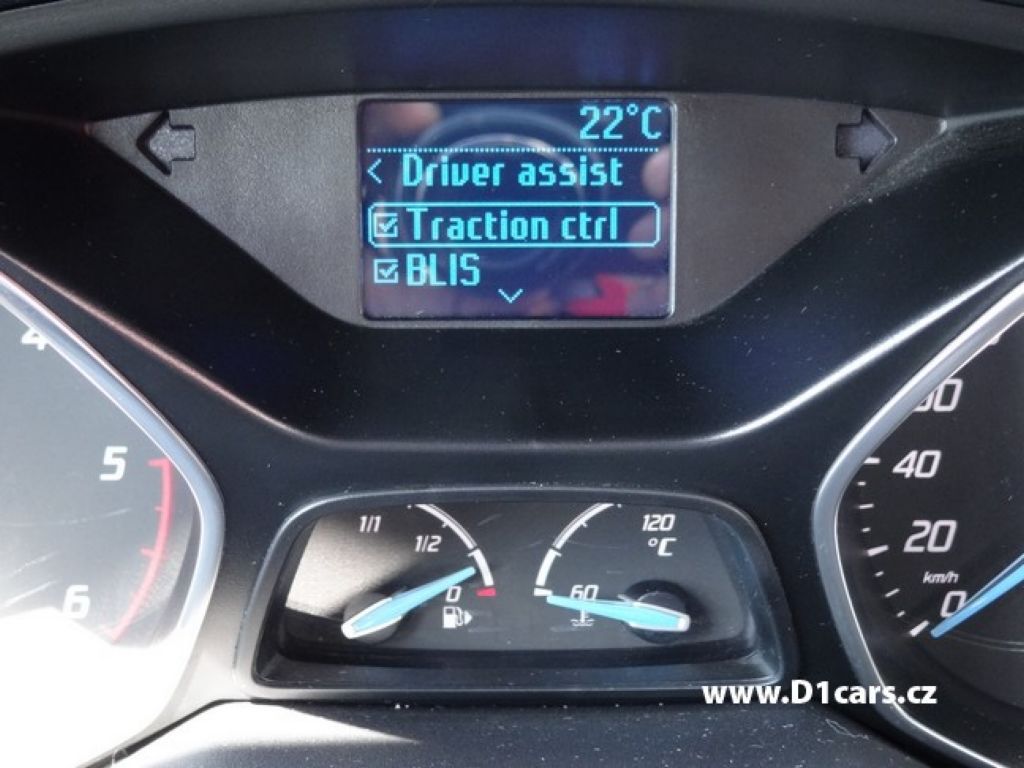 22°C
< Driver assist
Traction ctrl
BLIS
4
5
6
1/1
1/2
0
120
°C
60
40
20
km/h
0
www.D1cars.cz